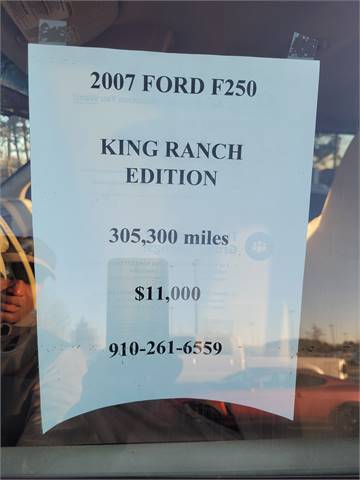 2007 FORD F250
KING RANCH
EDITION
305,300 miles
$11,000
910-261-6559